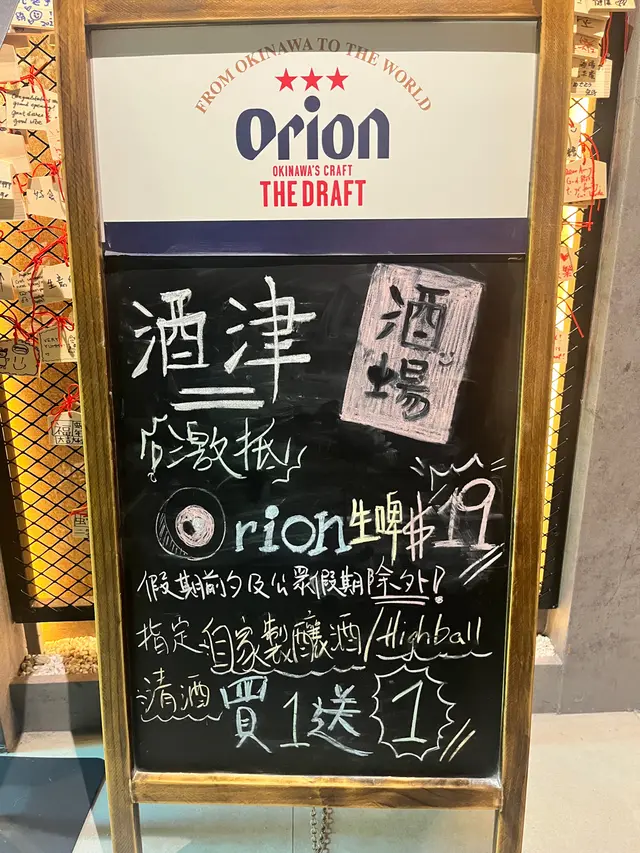 FROM OKINAWA TO THE WORLD
Orion
OKINAWA'S CRAFT
THE DRAFT
酒津
酒場
激抵
Orion生啤$19
假期前夕及公眾假期除外!
指定自家製釀酒/Highball
清酒買1送1